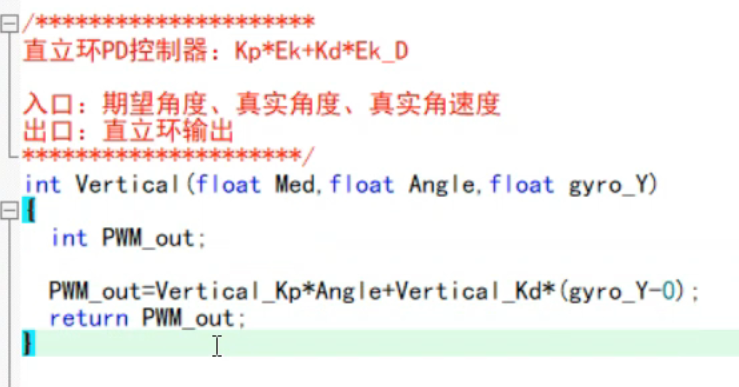 /*********************
直立环PD控制器：Kp*Ek+Kd*Ek_D
入口：期望角度、真实角度、真实角速度
出口：直立环输出
*********************/
int Vertical(float Med,float Angle,float gyro_Y)
{
int PWM_out;
PWM_out=Vertical_Kp*Angle+Vertical_Kd*(gyro_Y-0);
return PWM_out;
}